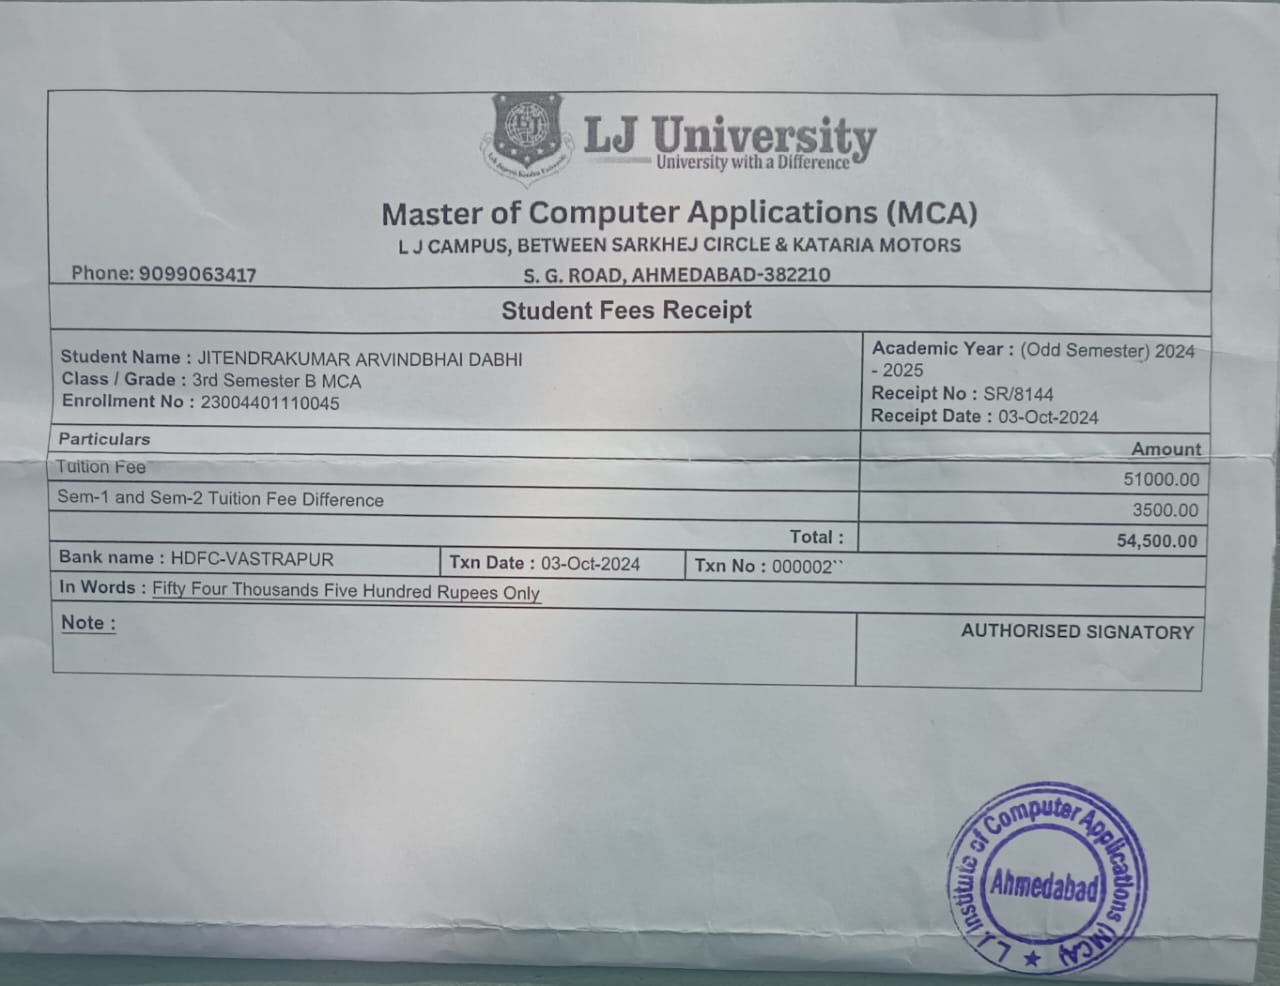 LJ University
University with a Difference
Master of Computer Applications (MCA)
L J CAMPUS, BETWEEN SARKHEJ CIRCLE & KATARIA MOTORS
Phone: 9099063417
S. G. ROAD, AHMEDABAD-382210
Student Fees Receipt
Student Name : JITENDRAKUMAR ARVINDBHAI DABHI
Class / Grade : 3rd Semester B MCA
Enrollment No : 23004401110045
Academic Year : (Odd Semester) 2024
- 2025
Receipt No : SR/8144
Receipt Date : 03-Oct-2024
Particulars Amount
Tuition Fee 51000.00
Sem-1 and Sem-2 Tuition Fee Difference 3500.00
Total : 54,500.00
Bank name : HDFC-VASTRAPUR Txn Date : 03-Oct-2024 Txn No : 000002``
In Words : Fifty Four Thousands Five Hundred Rupees Only
Note :
AUTHORISED SIGNATORY
L J Institute of Computer Applications (MCA)
Ahmedabad